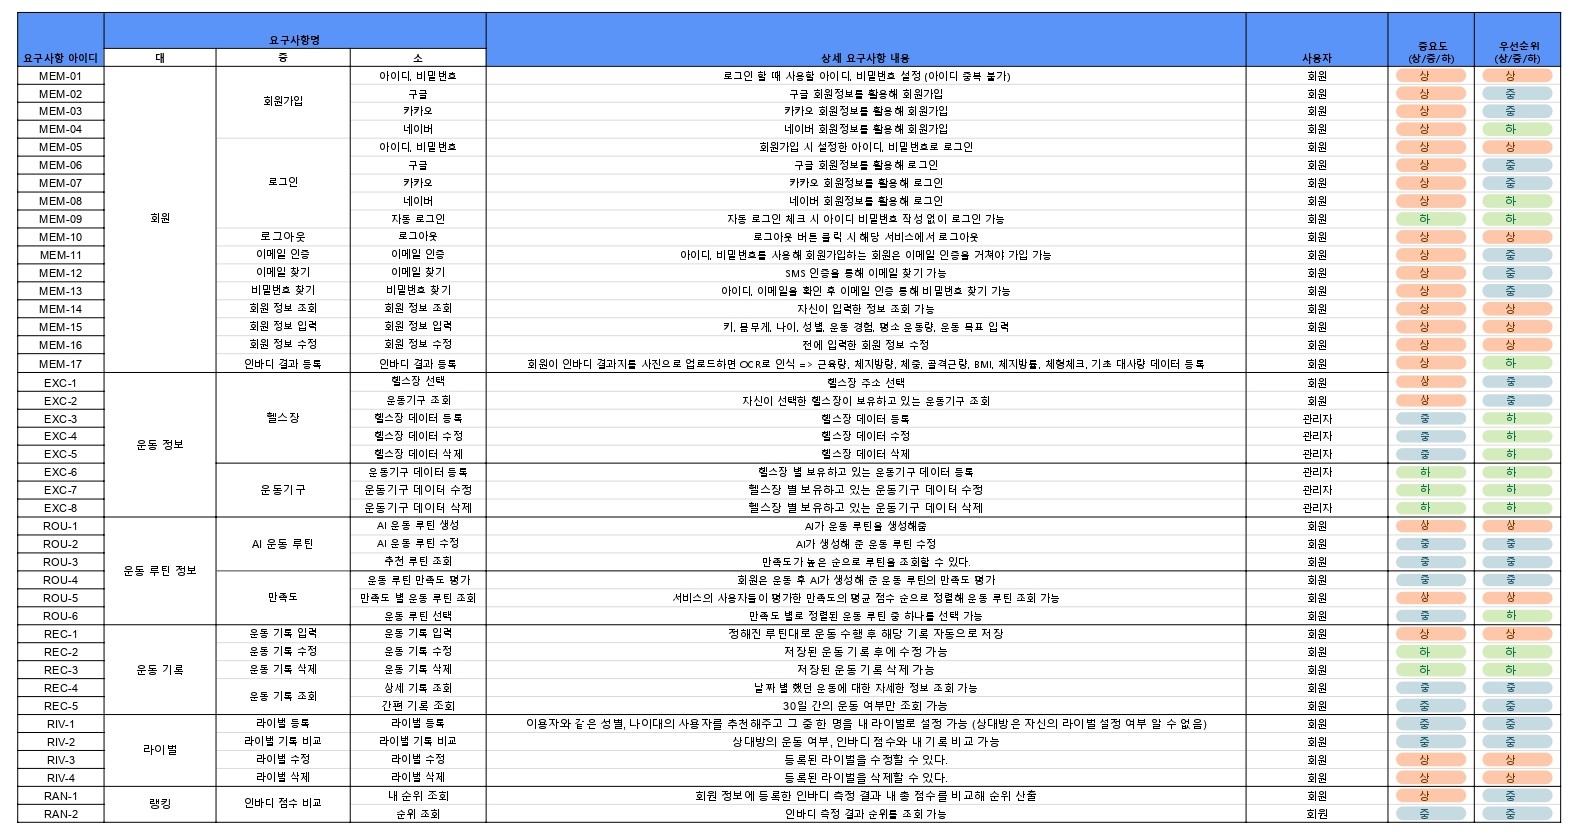 요구사항 아이디 요구사항명 상세 요구사항 내용 사용자 중요도 (상/중/하) 우선순위 (상/중/하)
대 중 소
MEM-01 회원 회원가입 아이디, 비밀번호 로그인 할 때 사용할 아이디, 비밀번호 설정 (아이디 중복 불가) 회원 상 상
MEM-02 구글 구글 회원정보를 활용해 회원가입 회원 상 중
MEM-03 카카오 카카오 회원정보를 활용해 회원가입 회원 상 중
MEM-04 네이버 네이버 회원정보를 활용해 회원가입 회원 상 하
MEM-05 로그인 아이디, 비밀번호 회원가입 시 설정한 아이디, 비밀번호로 로그인 회원 상 상
MEM-06 구글 구글 회원정보를 활용해 로그인 회원 상 중
MEM-07 카카오 카카오 회원정보를 활용해 로그인 회원 상 중
MEM-08 네이버 네이버 회원정보를 활용해 로그인 회원 상 하
MEM-09 자동 로그인 자동 로그인 체크 시 아이디 비밀번호 작성 없이 로그인 가능 회원 하 하
MEM-10 로그아웃 로그아웃 로그아웃 버튼 클릭 시 해당 서비스에서 로그아웃 회원 상 상
MEM-11 이메일 인증 이메일 인증 아이디, 비밀번호를 사용해 회원가입하는 회원은 이메일 인증을 거쳐야 가입 가능 회원 상 중
MEM-12 이메일 찾기 이메일 찾기 SMS 인증을 통해 이메일 찾기 가능 회원 상 중
MEM-13 비밀번호 찾기 비밀번호 찾기 아이디, 이메일을 확인 후 이메일 인증 통해 비밀번호 찾기 가능 회원 상 중
MEM-14 회원 정보 조회 회원 정보 조회 자신이 입력한 정보 조회 가능 회원 상 상
MEM-15 회원 정보 입력 회원 정보 입력 키, 몸무게, 나이, 성별, 운동 경험, 평소 운동량, 운동 목표 입력 회원 상 상
MEM-16 회원 정보 수정 회원 정보 수정 전에 입력한 회원 정보 수정 회원 상 상
MEM-17 인바디 결과 등록 인바디 결과 등록 회원이 인바디 결과지를 사진으로 업로드하면 OCR로 인식 => 근육량, 체지방량, 체중, 골격근량, BMI, 체지방률, 체형체크, 기초 대사량 데이터 등록 회원 상 하
EXC-1 운동 정보 헬스장 헬스장 선택 헬스장 주소 선택 회원 상 중
EXC-2 운동기구 조회 자신이 선택한 헬스장이 보유하고 있는 운동기구 조회 회원 상 중
EXC-3 헬스장 데이터 등록 헬스장 데이터 등록 관리자 중 하
EXC-4 헬스장 데이터 수정 헬스장 데이터 수정 관리자 중 하
EXC-5 헬스장 데이터 삭제 헬스장 데이터 삭제 관리자 중 하
EXC-6 운동기구 운동기구 데이터 등록 헬스장 별 보유하고 있는 운동기구 데이터 등록 관리자 하 하
EXC-7 운동기구 데이터 수정 헬스장 별 보유하고 있는 운동기구 데이터 수정 관리자 하 하
EXC-8 운동기구 데이터 삭제 헬스장 별 보유하고 있는 운동기구 데이터 삭제 관리자 하 하
ROU-1 운동 루틴 정보 AI 운동 루틴 AI 운동 루틴 생성 AI가 운동 루틴을 생성해줌 회원 상 상
ROU-2 AI 운동 루틴 수정 AI가 생성해 준 운동 루틴 수정 회원 중 중
ROU-3 추천 루틴 조회 만족도가 높은 순으로 루틴을 조회할 수 있다. 회원 중 중
ROU-4 만족도 운동 루틴 만족도 평가 회원은 운동 후 AI가 생성해 준 운동 루틴의 만족도 평가 회원 중 중
ROU-5 만족도 별 운동 루틴 조회 서비스의 사용자들이 평가한 만족도의 평균 점수 순으로 정렬해 운동 루틴 조회 가능 회원 상 상
ROU-6 운동 루틴 선택 만족도 별로 정렬된 운동 루틴 중 하나를 선택 가능 회원 중 하
REC-1 운동 기록 운동 기록 입력 운동 기록 입력 정해진 루틴대로 운동 수행 후 해당 기록 자동으로 저장 회원 상 상
REC-2 운동 기록 수정 운동 기록 수정 저장된 운동 기록 후에 수정 가능 회원 하 하
REC-3 운동 기록 삭제 운동 기록 삭제 저장된 운동 기록 삭제 가능 회원 하 하
REC-4 운동 기록 조회 상세 기록 조회 날짜 별 했던 운동에 대한 자세한 정보 조회 가능 회원 중 중
REC-5 간편 기록 조회 30일 간의 운동 여부만 조회 가능 회원 중 중
RIV-1 라이벌 라이벌 등록 라이벌 등록 이용자와 같은 성별, 나이대의 사용자를 추천해주고 그 중 한 명을 내 라이벌로 설정 가능 (상대방은 자신의 라이벌 설정 여부 알 수 없음) 회원 중 중
RIV-2 라이벌 기록 비교 라이벌 기록 비교 상대방의 운동 여부, 인바디 점수와 내 기록 비교 가능 회원 중 중
RIV-3 라이벌 수정 라이벌 수정 등록된 라이벌을 수정할 수 있다. 회원 상 상
RIV-4 라이벌 삭제 라이벌 삭제 등록된 라이벌을 삭제할 수 있다. 회원 상 상
RAN-1 랭킹 인바디 점수 비교 내 순위 조회 회원 정보에 등록한 인바디 측정 결과 내 총 점수를 비교해 순위 산출 회원 상 중
RAN-2 순위 조회 인바디 측정 결과 순위를 조회 가능 회원 중 중